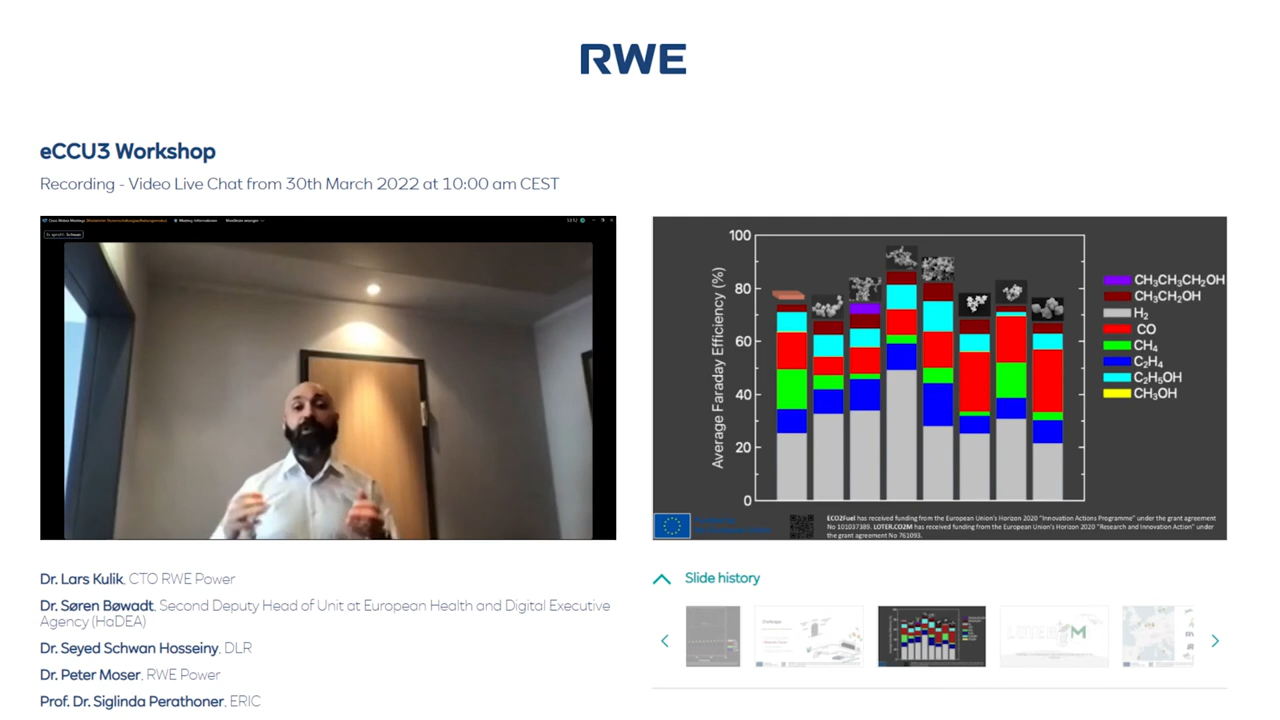 RWE
eCCU3 Workshop
Recording - Video Live Chat from 30th March 2022 at 10:00 am CEST
Dr. Lars Kulik, CTO RWE Power
Dr. Søren Bøwadt, Second Deputy Head of Unit at European Health and Digital Executive
Agency (HaDEA)
Dr. Seyed Schwan Hosseiny, DLR
Dr. Peter Moser, RWE Power
Prof. Dr. Siglinda Perathoner, ERIC
Average Faraday Efficiency (%)
100
80
60
40
20
0
CH₃CH₃CH₂OH
CH₃CH₂OH
H₂
CO
CH₄
C₂H₄
C₂H₅OH
CH₃OH
ECO2Fuel has received funding from the European Union's Horizon 2020 "Innovation Actions Programme" under the grant agreement
No 101037389. LOTER.CO2M has received funding from the European Union's Horizon 2020 "Research and Innovation Action" under
the grant agreement No 761093.
Slide history
Challenges